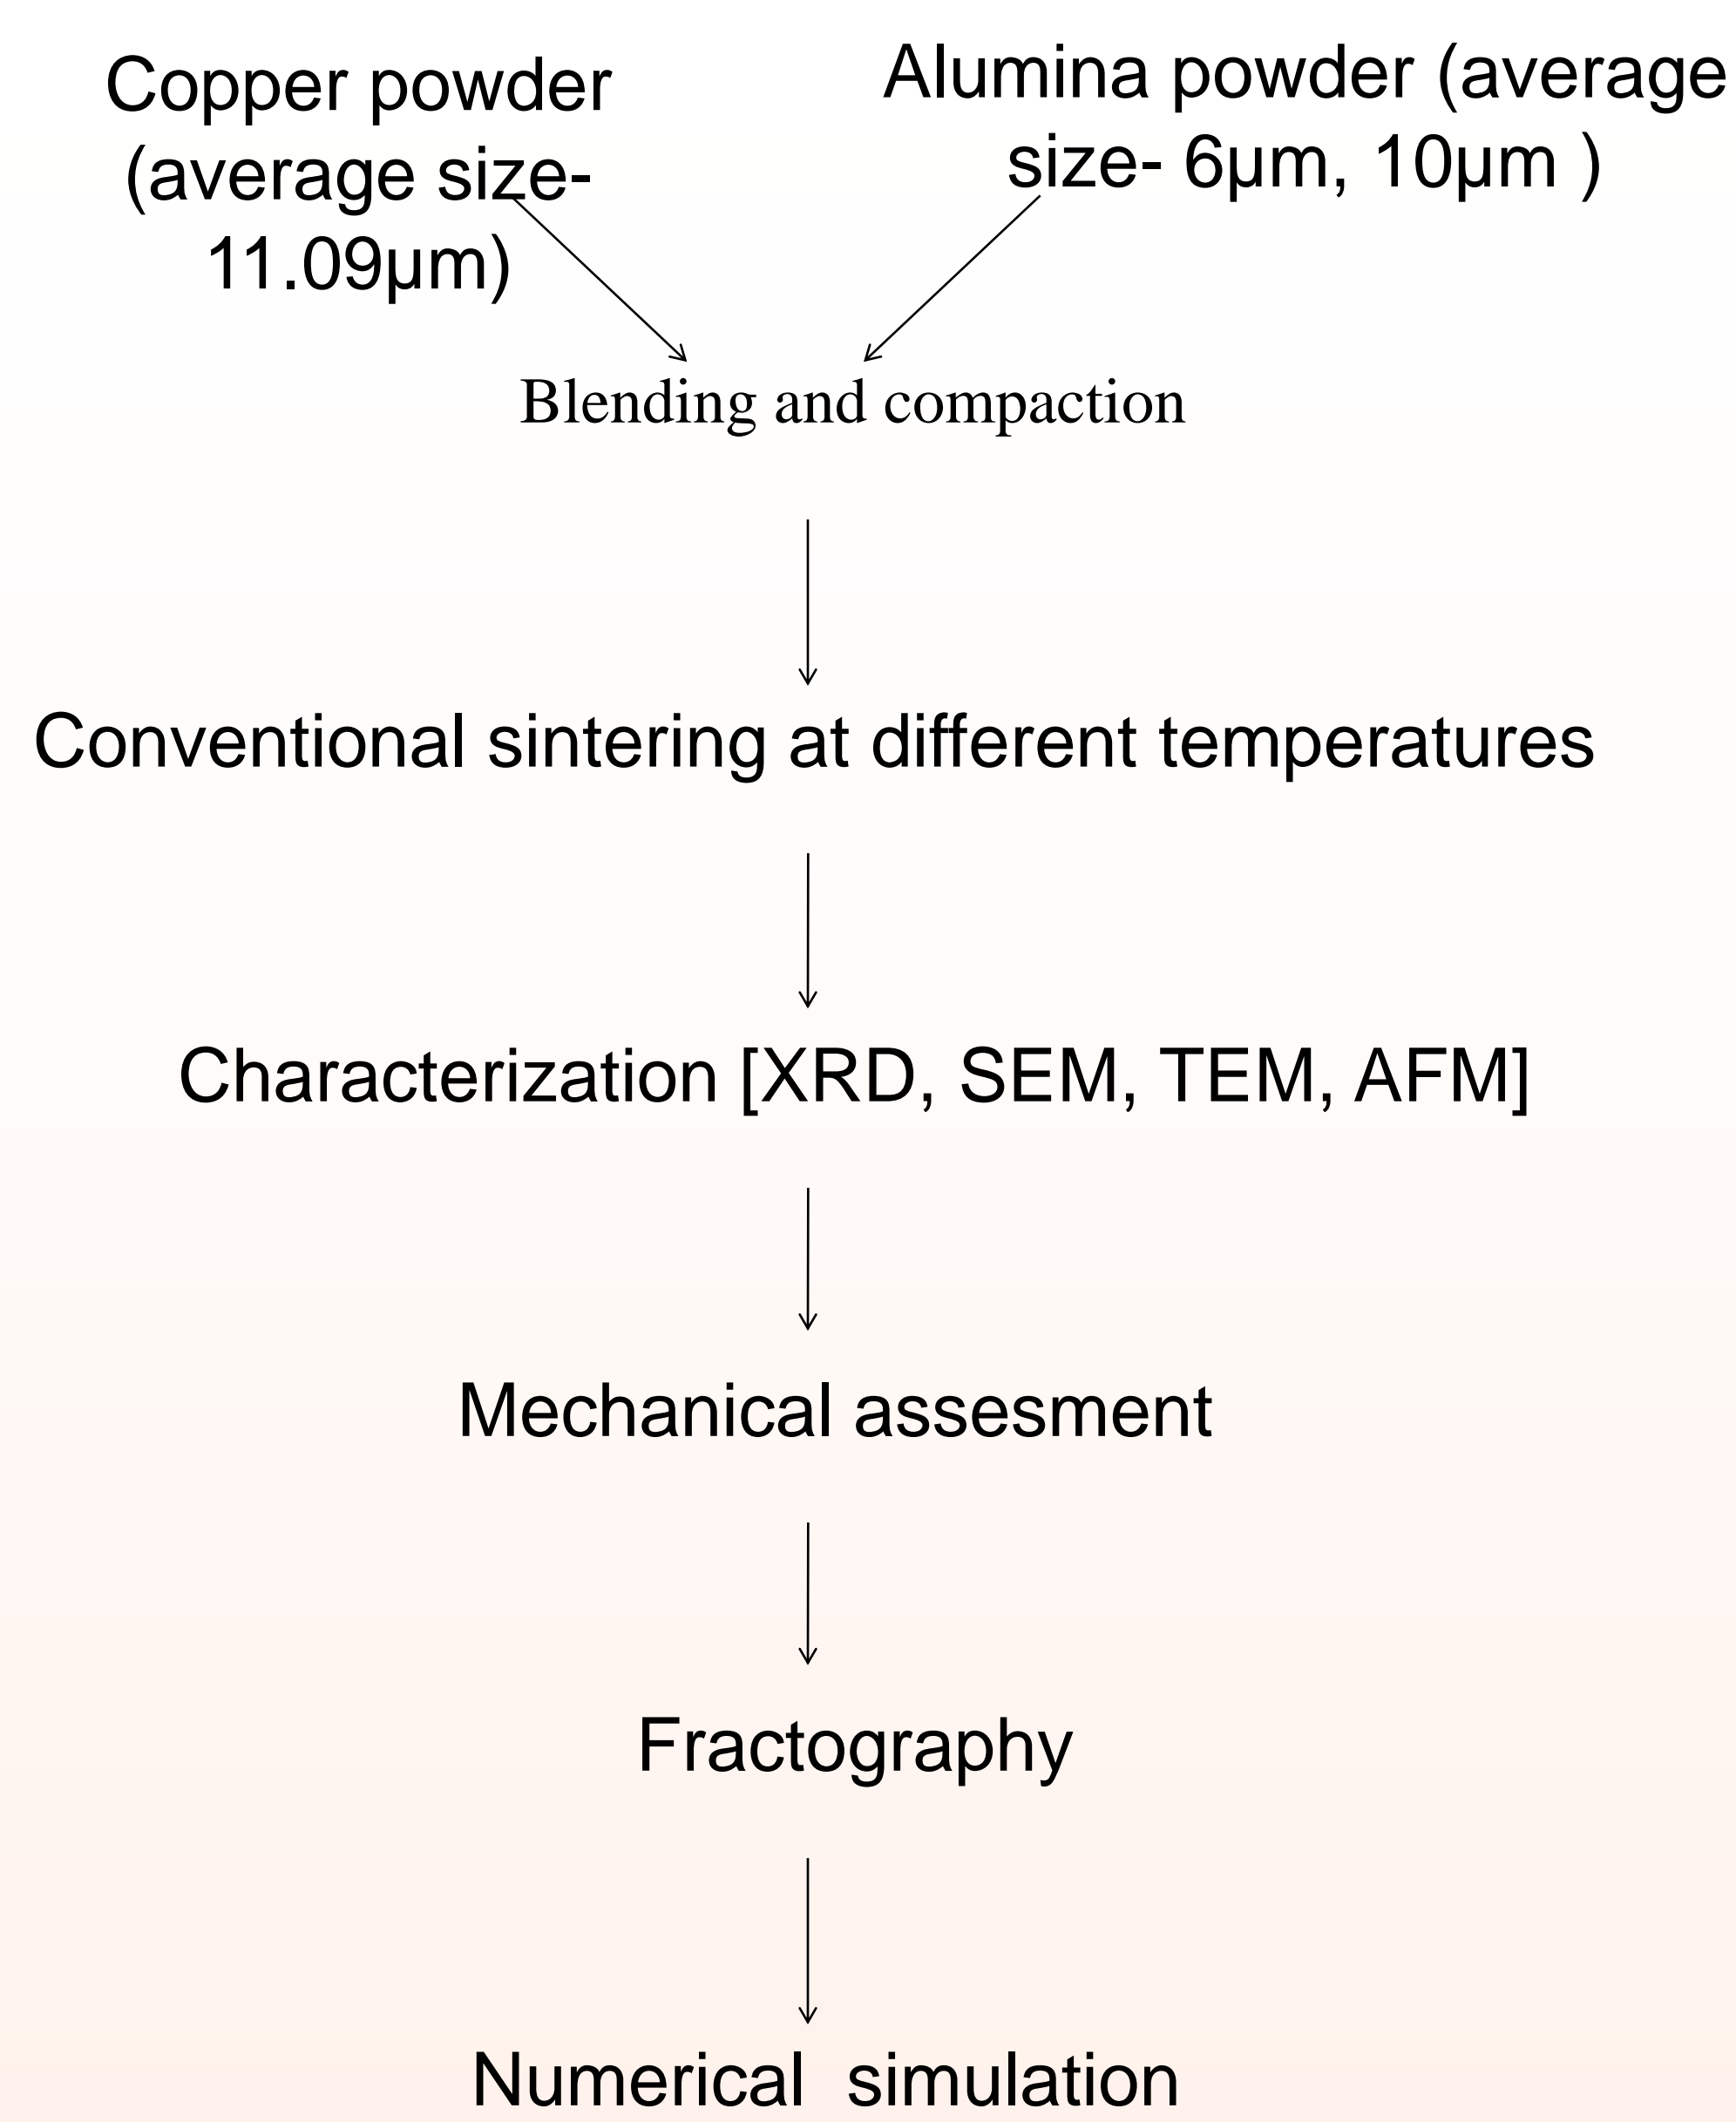 Copper powder
(average size-
11.09µm)
Alumina powder (average
size- 6µm, 10µm )
Blending and compaction
Conventional sintering at different temperatures
Characterization [XRD, SEM, TEM, AFM]
Mechanical assessment
Fractography
Numerical  simulation